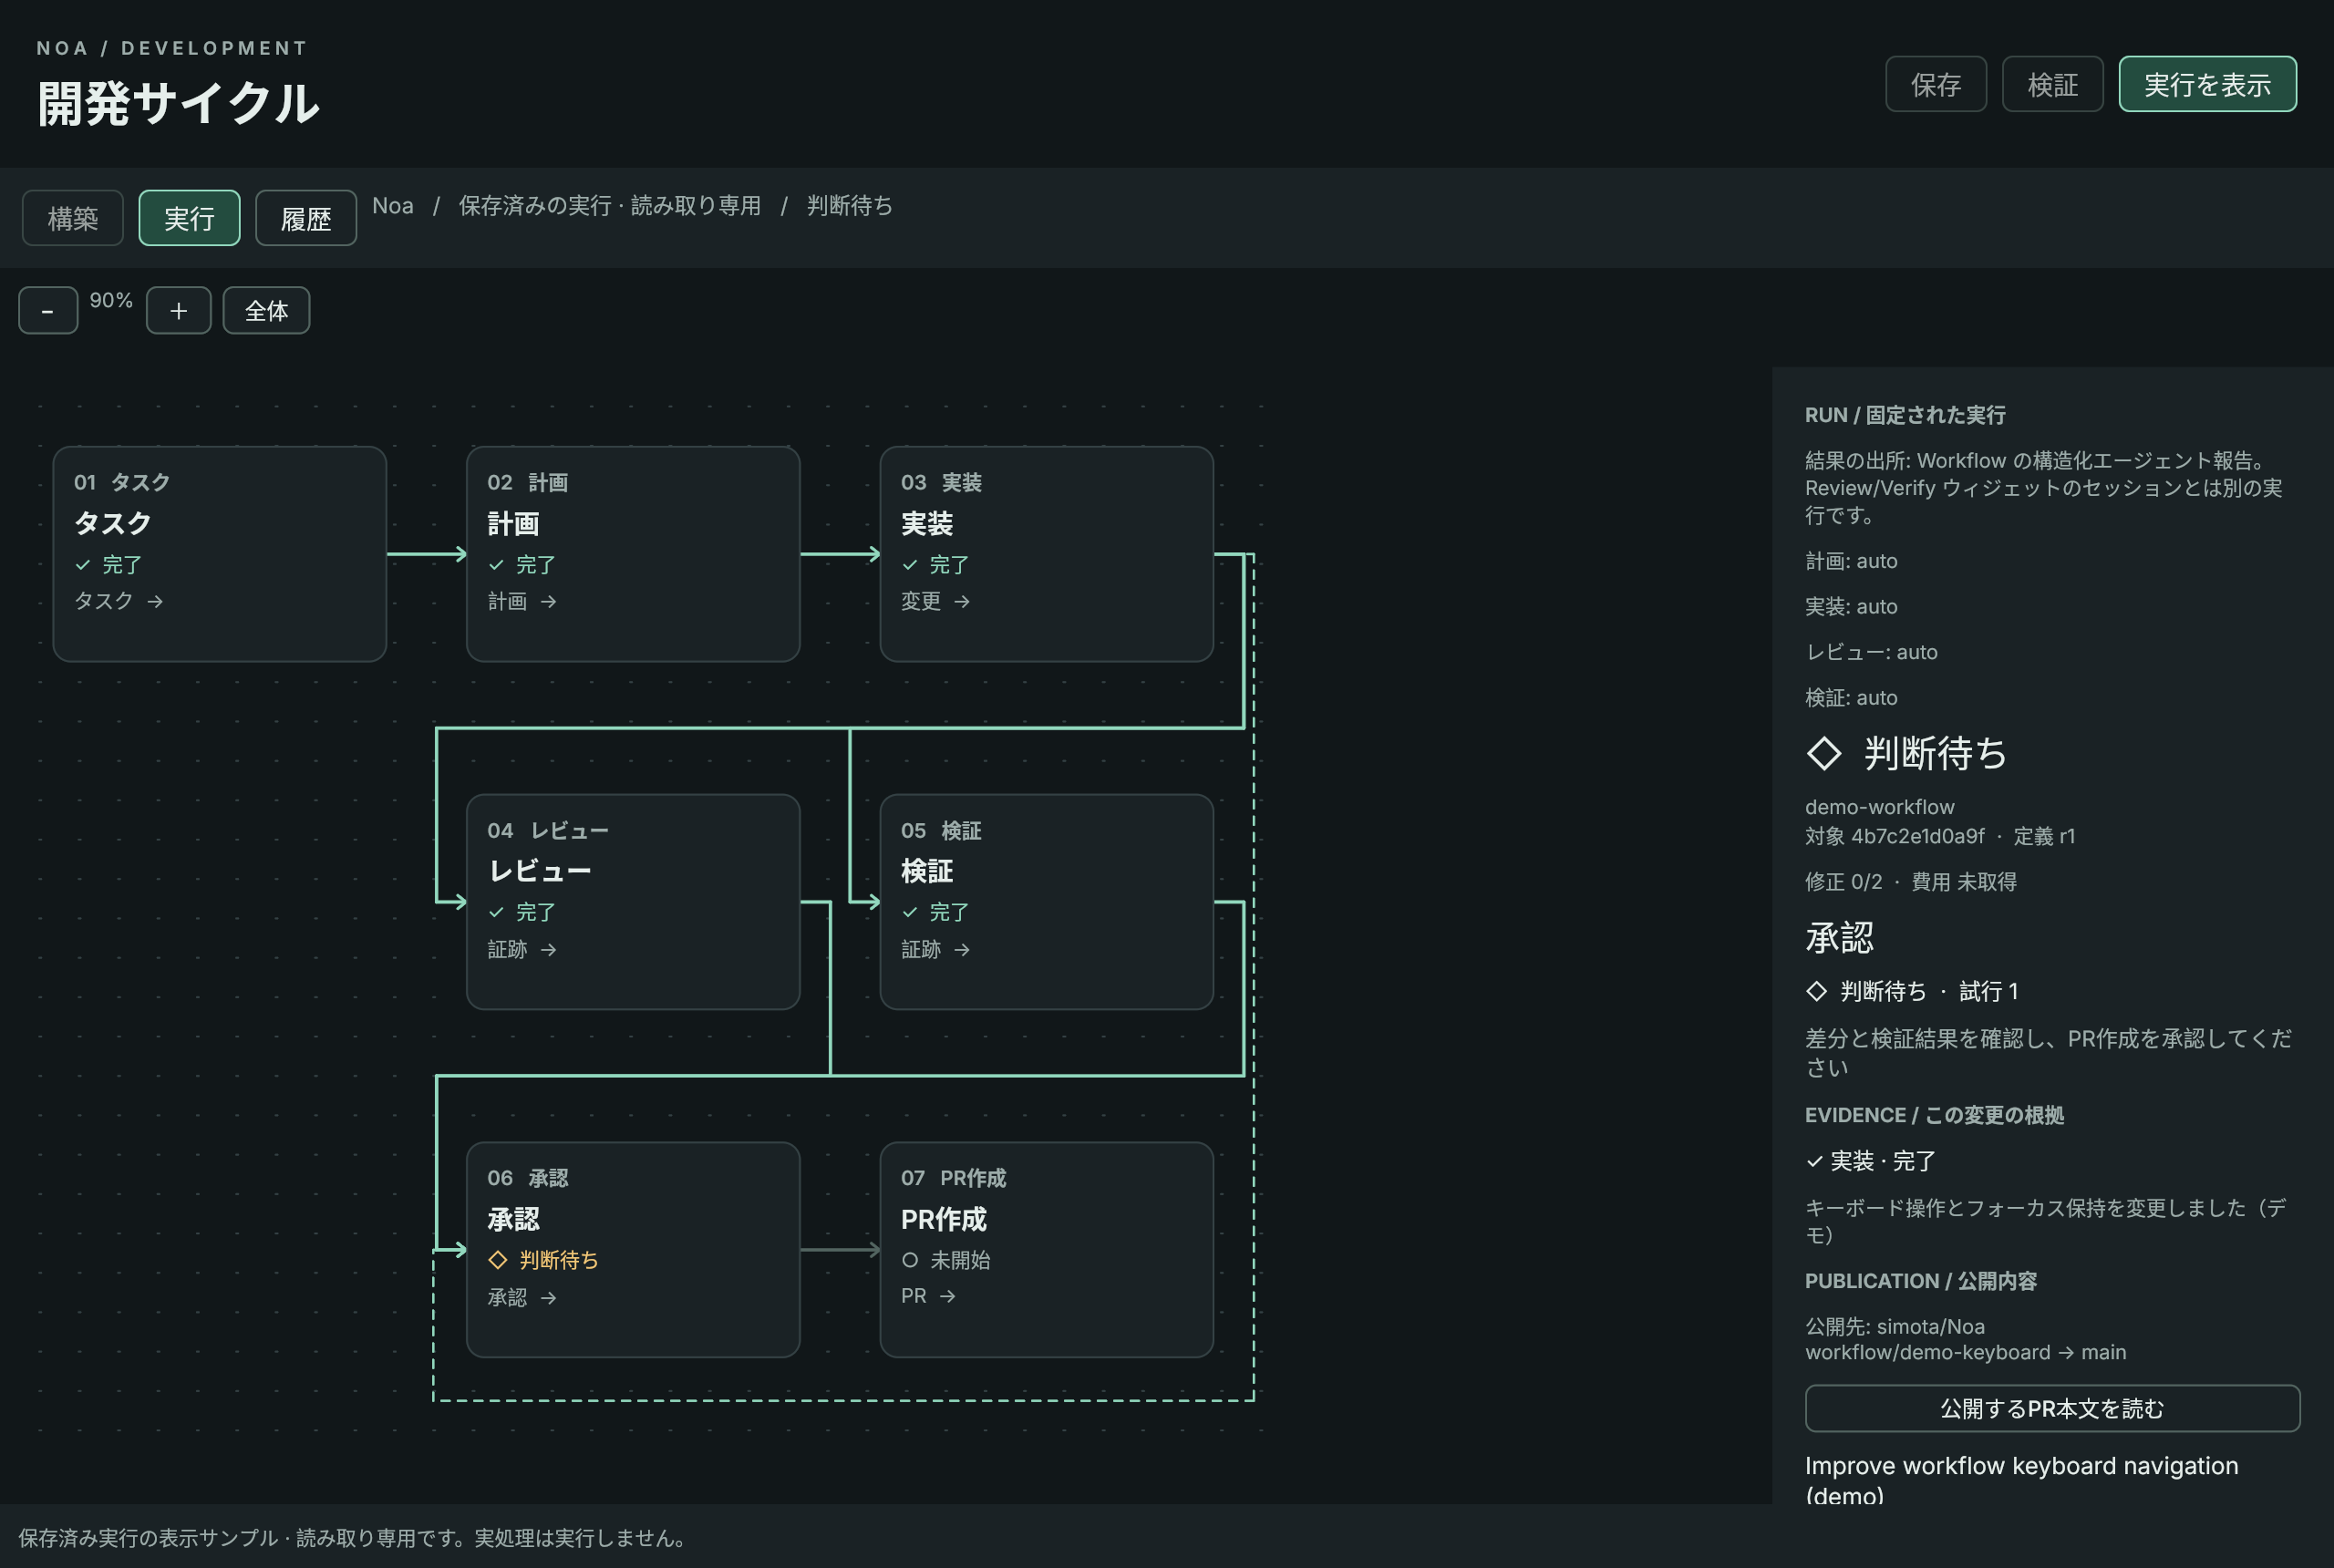 NOA / DEVELOPMENT
開発サイクル
保存
検証
実行を表示
構築
実行
履歴
Noa / 保存済みの実行 · 読み取り専用 / 判断待ち
-
90%
+
全体
01 タスク
タスク
✓ 完了
タスク →
02 計画
計画
✓ 完了
計画 →
03 実装
実装
✓ 完了
変更 →
04 レビュー
レビュー
✓ 完了
証跡 →
05 検証
検証
✓ 完了
証跡 →
06 承認
承認
◇ 判断待ち
承認 →
07 PR作成
PR作成
○ 未開始
PR →
RUN / 固定された実行
結果の出所: Workflow の構造化エージェント報告。
Review/Verify ウィジェットのセッションとは別の実
行です。
計画: auto
実装: auto
レビュー: auto
検証: auto
◇ 判断待ち
demo-workflow
対象 4b7c2e1d0a9f · 定義 r1
修正 0/2 · 費用 未取得
承認
◇ 判断待ち · 試行 1
差分と検証結果を確認し、PR作成を承認してくだ
さい
EVIDENCE / この変更の根拠
✓ 実装 · 完了
キーボード操作とフォーカス保持を変更しました（デ
モ）
PUBLICATION / 公開内容
公開先: simota/Noa
workflow/demo-keyboard → main
公開するPR本文を読む
Improve workflow keyboard navigation
(demo)
保存済み実行の表示サンプル · 読み取り専用です。実処理は実行しません。